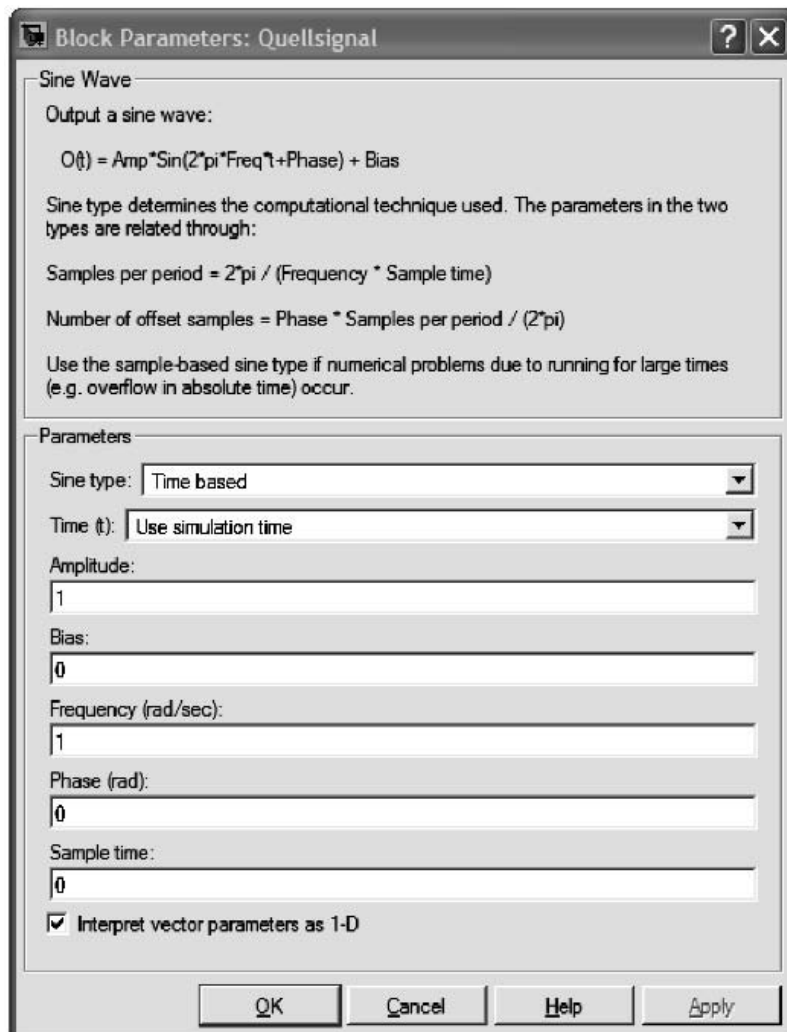 Block Parameters: Quellsignal
Sine Wave
Output a sine wave:
O(t) = Amp*Sin(2*pi*Freq*t+Phase) + Bias
Sine type determines the computational technique used. The parameters in the two
types are related through:
Samples per period = 2*pi / (Frequency * Sample time)
Number of offset samples = Phase * Samples per period / (2*pi)
Use the sample-based sine type if numerical problems due to running for large times
(e.g. overflow in absolute time) occur.
Parameters
Sine type: Time based
Time (t): Use simulation time
Amplitude:
1
Bias:
0
Frequency (rad/sec):
1
Phase (rad):
0
Sample time:
0
Interpret vector parameters as 1-D
OK Cancel Help Apply